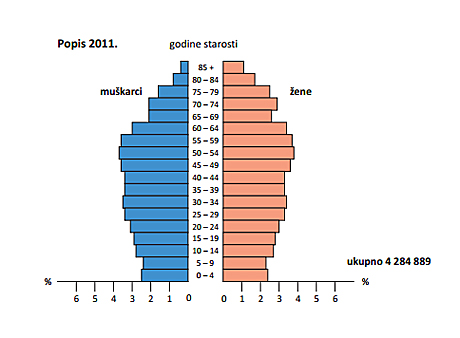 Popis 2011.
godine starosti
muškarci
žene
85 +
80 – 84
75 – 79
70 – 74
65 – 69
60 – 64
55 – 59
50 – 54
45 – 49
40 – 44
35 – 39
30 – 34
25 – 29
20 – 24
15 – 19
10 – 14
5 – 9
0 – 4
ukupno 4 284 889
% %
6 5 4 3 2 1 0 0 1 2 3 4 5 6